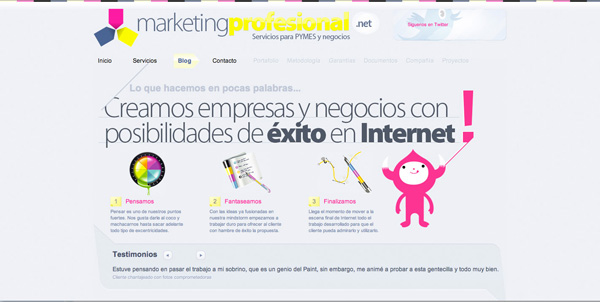 marketingprofesional.net
Servicios para PYMES y negocios
Síguenos en Twitter
Inicio Servicios Blog Contacto Portafolio Metodología Garantías Documentos Compañía Proyectos
Lo que hacemos en pocas palabras...
Creamos empresas y negocios con
posibilidades de éxito en Internet!
1 Pensamos
Pensar es uno de nuestros puntos
fuertes. Nos gusta darle al coco y
machacarnos hasta sacar adelante
todo tipo de excentricidades.
2 Fantaseamos
Con las ideas ya fusionadas en
nuestra mindstorm empezamos a
trabajar duro para ofrecer al cliente
con hambre de éxito la propuesta.
3 Finalizamos
Llega el momento de mover a la
escena final de Internet todo el
trabajo desarrollado para que el
cliente pueda admirarlo y utilizarlo.
Testimonios
Estuve pensando en pasar el trabajo a mi sobrino, que es un genio del Paint, sin embargo, me animé a probar a esta gentecilla y todo muy bien.
Cliente chantajeado con fotos comprometedoras